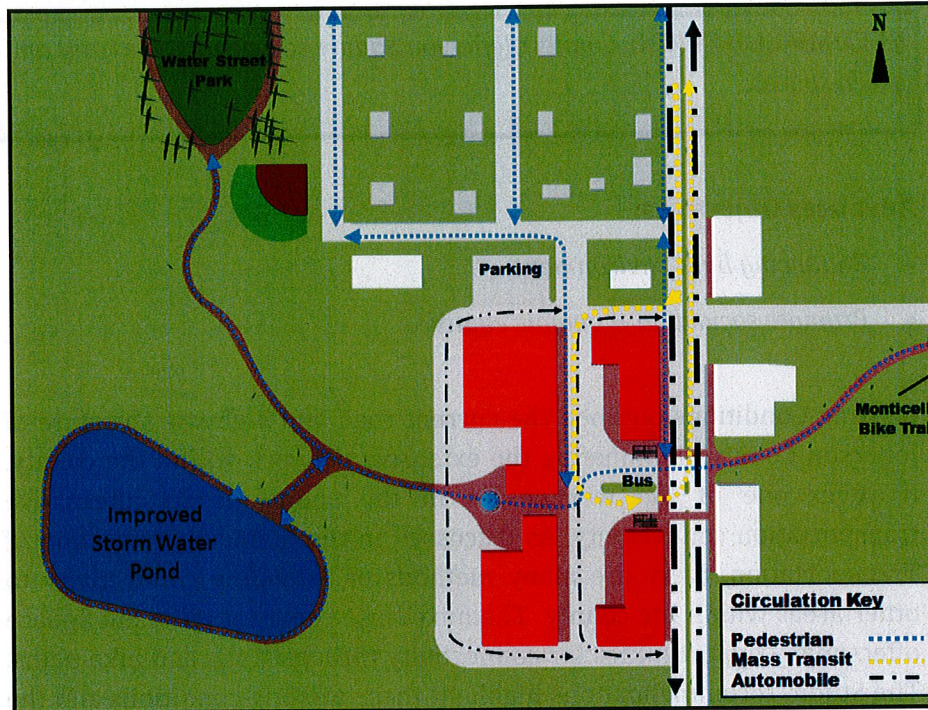 N
Water Street
Park
Parking
Monticell
Bike Trai
Bus
Improved
Storm Water
Pond
Circulation Key
Pedestrian
Mass Transit
Automobile